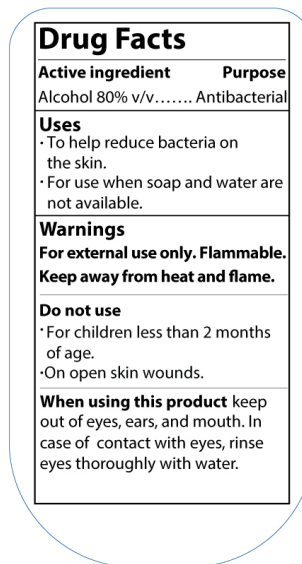 Drug Facts
Active ingredient Purpose
Alcohol 80% v/v....... Antibacterial
Uses
· To help reduce bacteria on
the skin.
· For use when soap and water are
not available.
Warnings
For external use only. Flammable.
Keep away from heat and flame.
Do not use
· For children less than 2 months
of age.
·On open skin wounds.
When using this product keep
out of eyes, ears, and mouth. In
case of contact with eyes, rinse
eyes thoroughly with water.